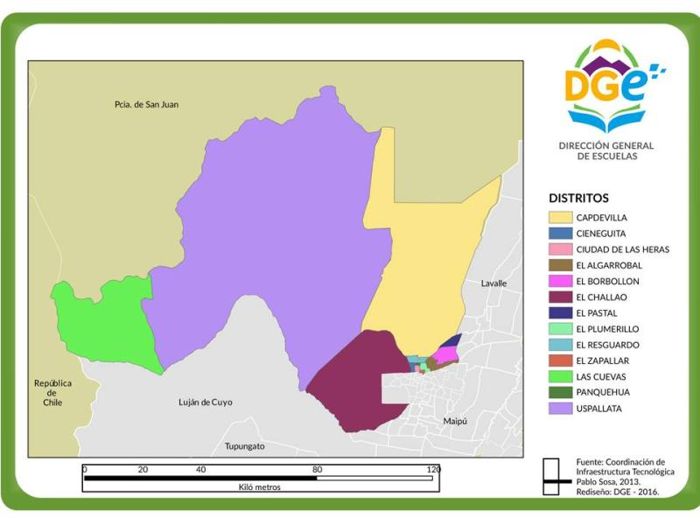 DGe
DIRECCIÓN GENERAL
DE ESCUELAS
Pcia. de San Juan
Lavalle
República
de
Chile
Luján de Cuyo
Maipú
Tupungato
DISTRITOS
CAPDEVILLA
CIENEGUITA
CIUDAD DE LAS HERAS
EL ALGARROBAL
EL BORBOLLON
EL CHALLAO
EL PASTAL
EL PLUMERILLO
EL RESGUARDO
EL ZAPALLAR
LAS CUEVAS
PANQUEHUA
USPALLATA
0 20 40 80 120
Kiló metros
Fuente: Coordinación de
Infraestructura Tecnológica
Pablo Sosa, 2013.
Rediseño: DGE - 2016.